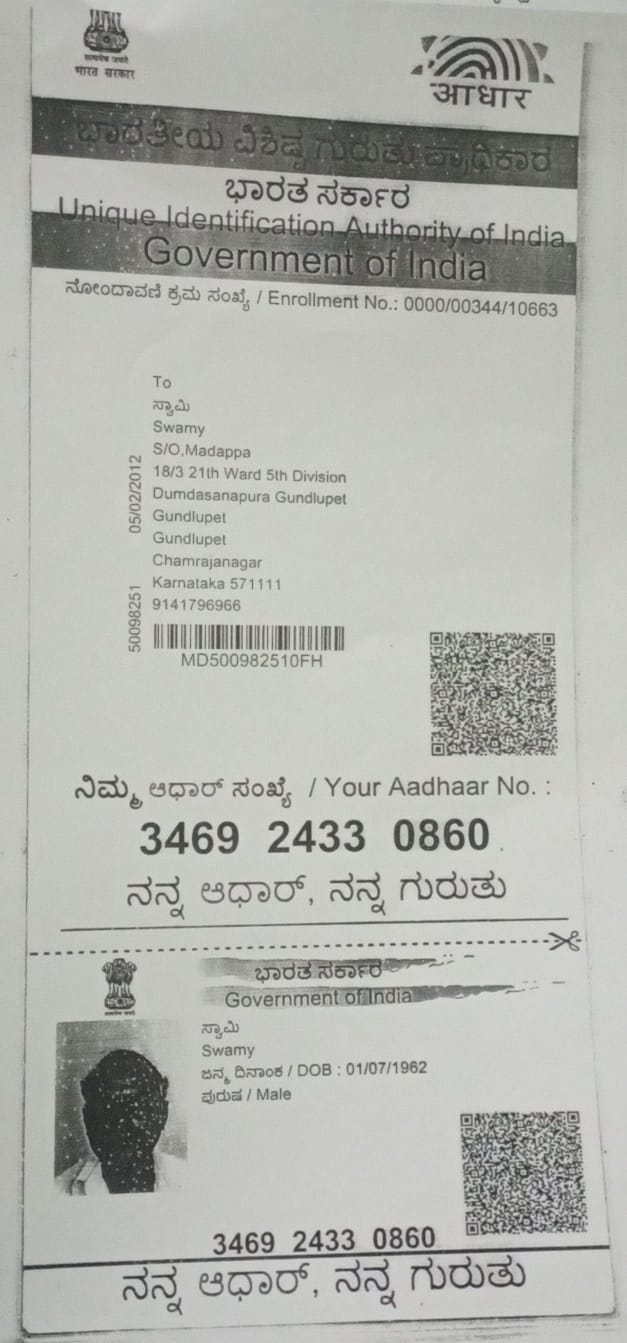 सत्यमेव जयते
भारत सरकार
आधार
ಭಾರತೀಯ ವಿಶಿಷ್ಟ ಗುರುತು ಪ್ರಾಧಿಕಾರ
ಭಾರತ ಸರ್ಕಾರ
Unique Identification Authority of India
Government of India
ನೋಂದಾವಣಿ ಕ್ರಮ ಸಂಖ್ಯೆ / Enrollment No.: 0000/00344/10663
To
ಸ್ವಾಮಿ
Swamy
S/O,Madappa
18/3 21th Ward 5th Division
Dumdasanapura Gundlupet
Gundlupet
Gundlupet
Chamrajanagar
Karnataka 571111
9141796966
05/02/2012
50098251
MD500982510FH
ನಿಮ್ಮ ಆಧಾರ್ ಸಂಖ್ಯೆ / Your Aadhaar No. :
3469 2433 0860
ನನ್ನ ಆಧಾರ್, ನನ್ನ ಗುರುತು
ಭಾರತ ಸರ್ಕಾರ
Government of India
ಸ್ವಾಮಿ
Swamy
ಜನ್ಮ ದಿನಾಂಕ / DOB : 01/07/1962
ಪುರುಷ / Male
3469 2433 0860
ನನ್ನ ಆಧಾರ್, ನನ್ನ ಗುರುತು